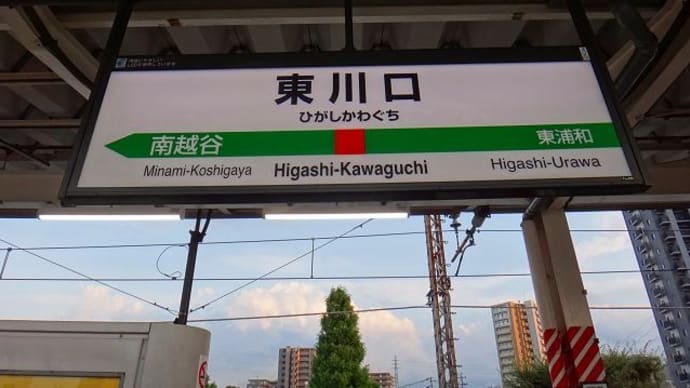 東川口
ひがしかわぐち
南越谷
東浦和
Minami-Koshigaya
Higashi-Kawaguchi
Higashi-Urawa